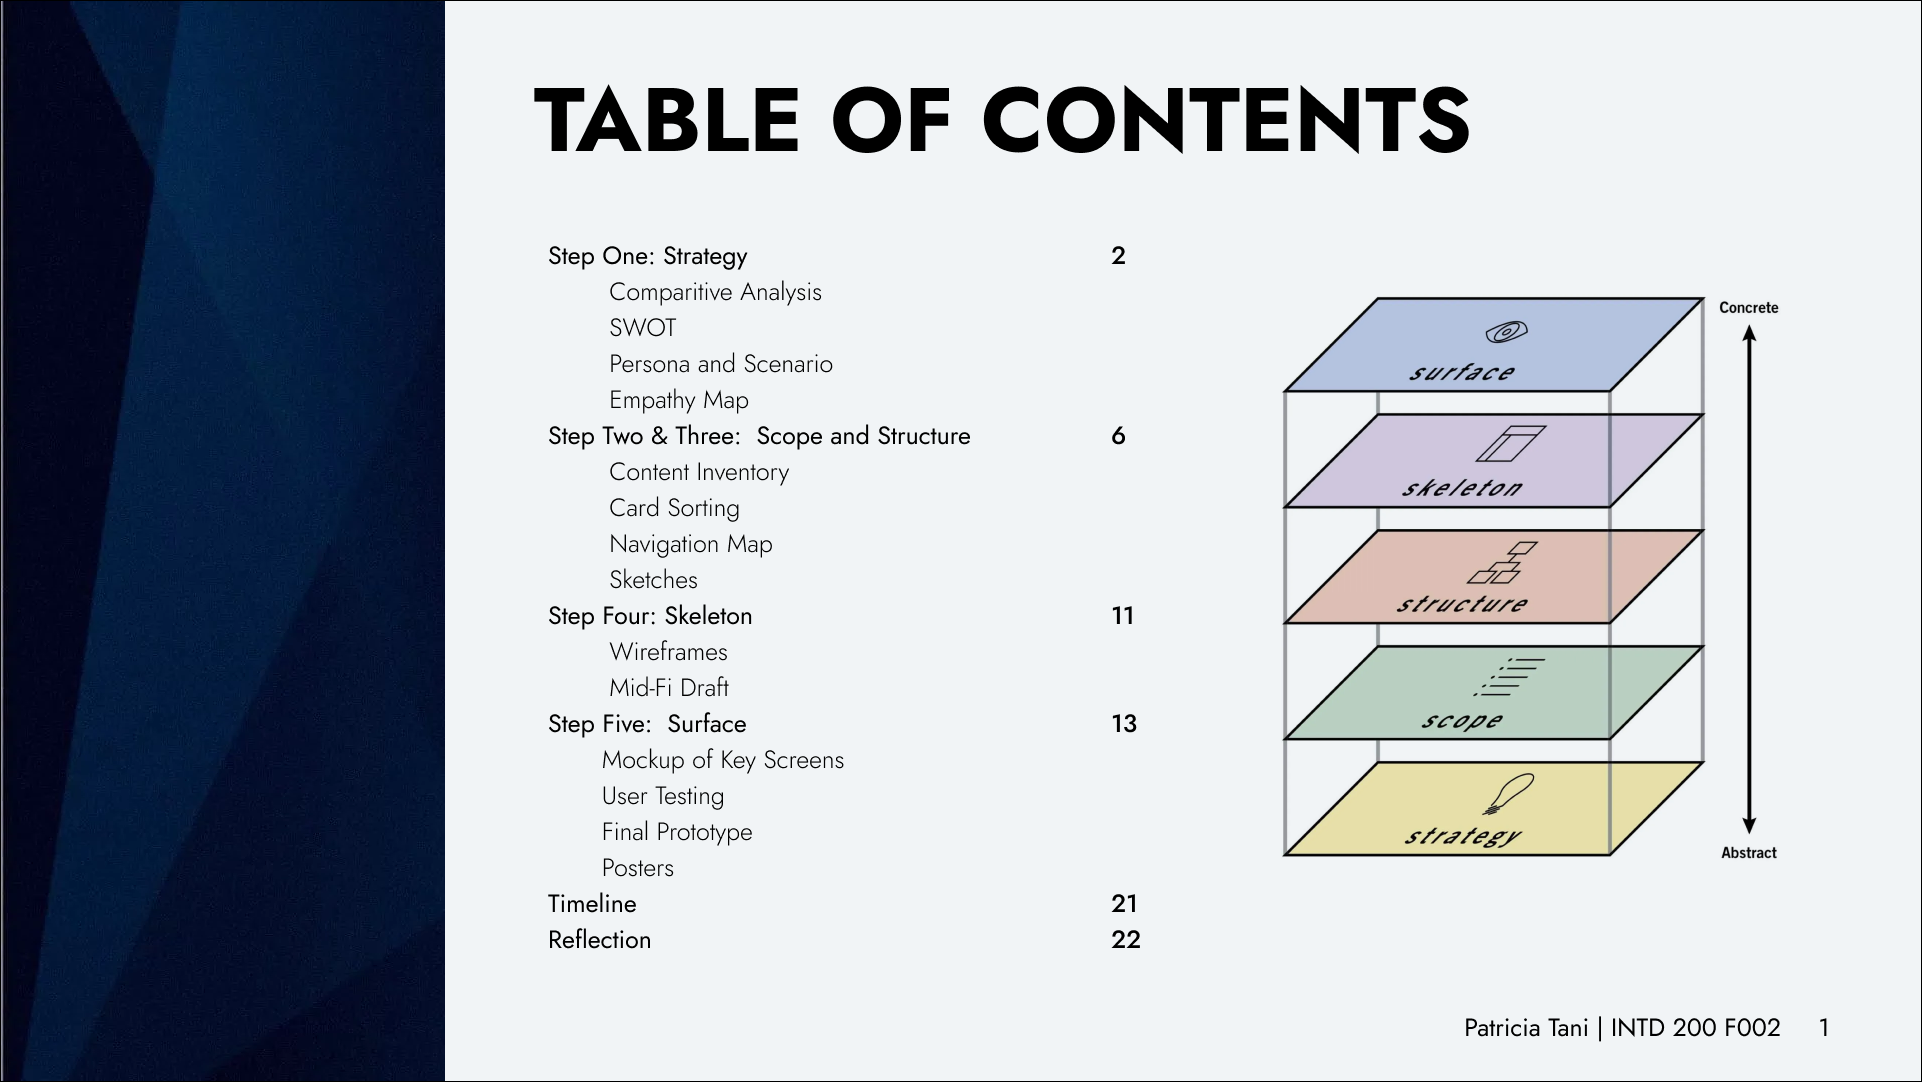 TABLE OF CONTENTS
Step One: Strategy 2
Comparitive Analysis
SWOT
Persona and Scenario
Empathy Map
Step Two & Three:  Scope and Structure 6
Content Inventory
Card Sorting
Navigation Map
Sketches
Step Four: Skeleton 11
Wireframes
Mid-Fi Draft
Step Five:  Surface 13
Mockup of Key Screens
User Testing
Final Prototype
Posters
Timeline 21
Reflection 22
Concrete
surface
skeleton
structure
scope
strategy
Abstract
Patricia Tani | INTD 200 F002 1